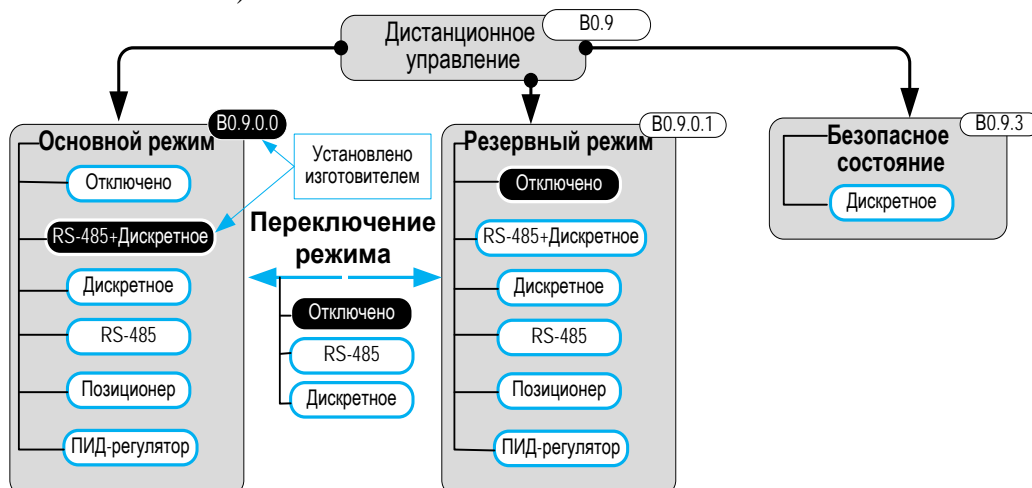 Дистанционное
управление
B0.9
Основной режим
B0.9.0.0
Отключено
RS-485+Дискретное
Дискретное
RS-485
Позиционер
ПИД-регулятор
Установлено
изготовителем
Переключение
режима
Отключено
RS-485
Дискретное
Резервный режим
B0.9.0.1
Отключено
RS-485+Дискретное
Дискретное
RS-485
Позиционер
ПИД-регулятор
Безопасное
состояние
B0.9.3
Дискретное